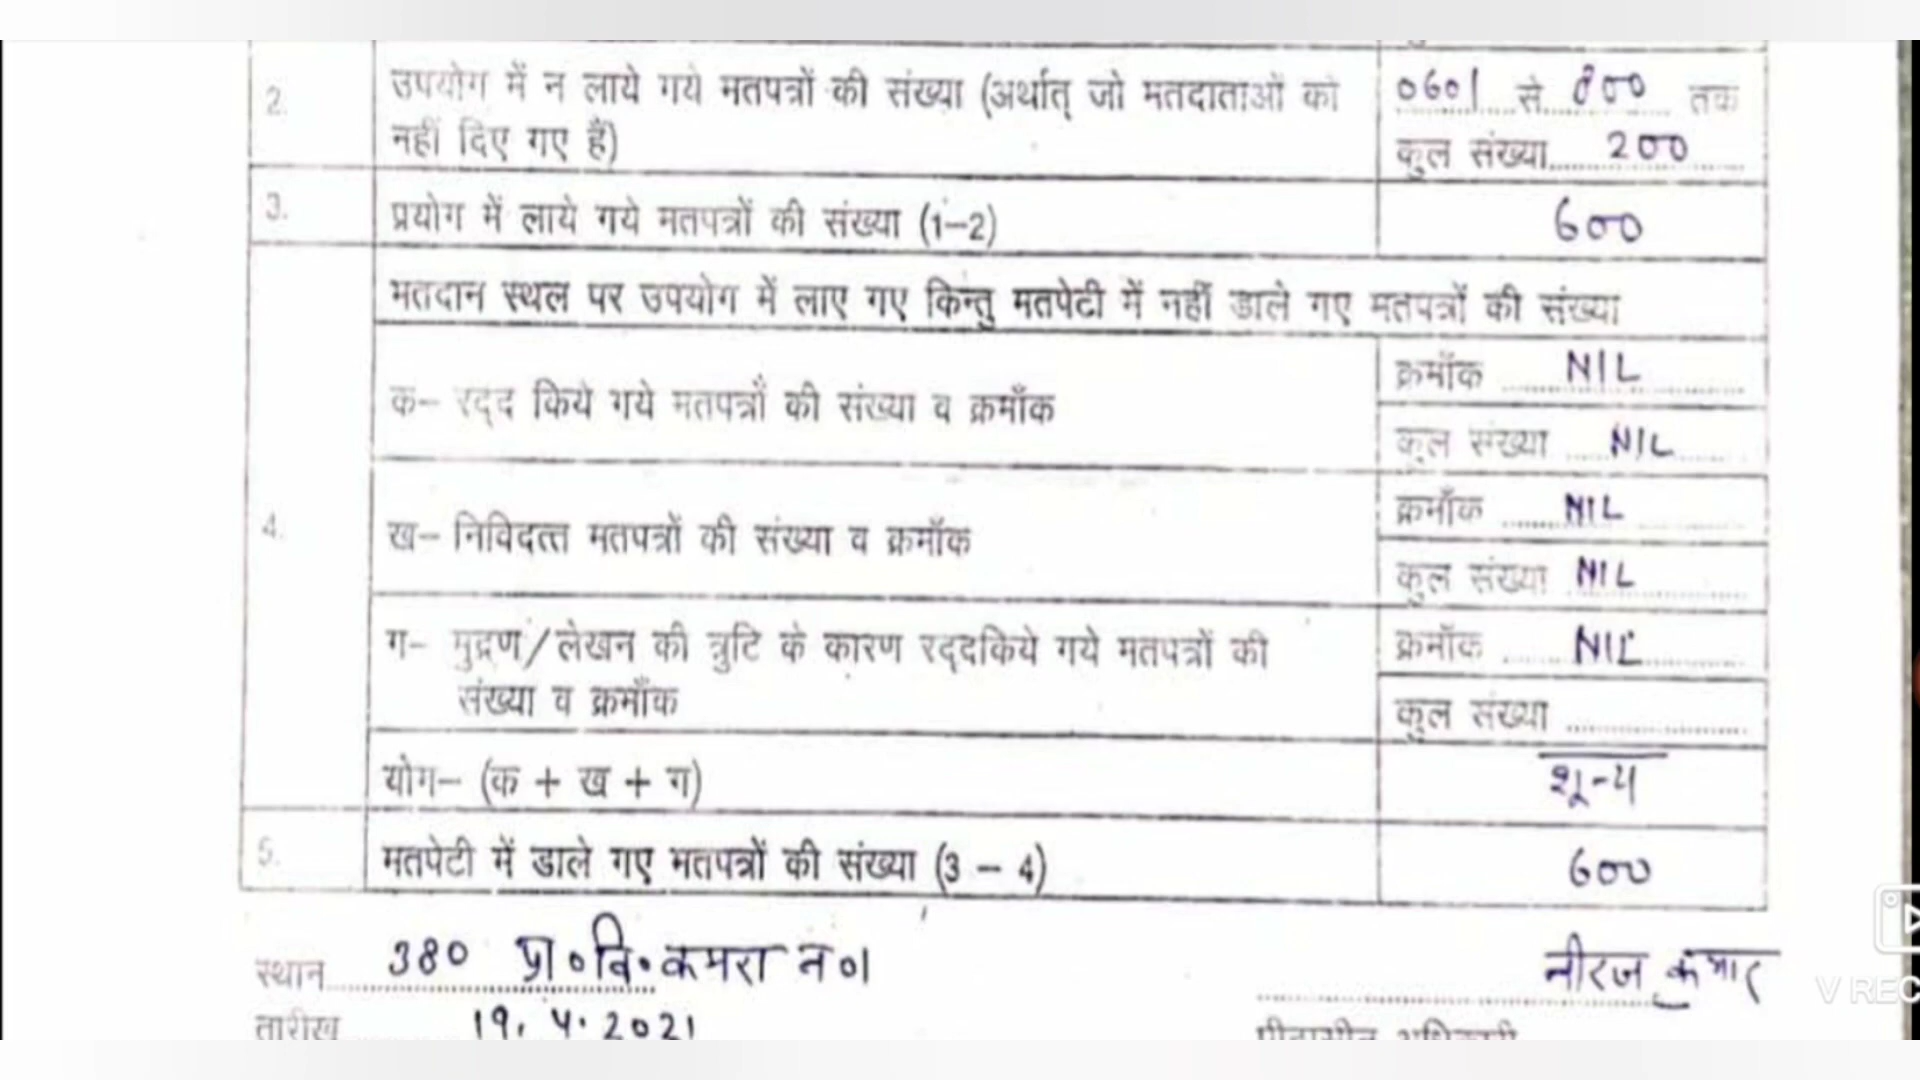 2. उपयोग में न लाये गये मतपत्रों की संख्या (अर्थात् जो मतदाताओं को 0601 से 800 तक
नहीं दिए गए हैं) कुल संख्या 200
3. प्रयोग में लाये गये मतपत्रों की संख्या (1–2) 600
मतदान स्थल पर उपयोग में लाए गए किन्तु मतपेटी में नहीं डाले गए मतपत्रों की संख्या
क्रमाँक NIL
क– रद्द किये गये मतपत्रों की संख्या व क्रमाँक
कुल संख्या NIL
क्रमाँक NIL
4. ख– निविदत्त मतपत्रों की संख्या व क्रमाँक
कुल संख्या NIL
ग– मुद्रण/लेखन की त्रुटि के कारण रद्दकिये गये मतपत्रों की क्रमाँक NIL
संख्या व क्रमाँक कुल संख्या
योग– (क + ख + ग) शून्य
5. मतपेटी में डाले गए मतपत्रों की संख्या (3 – 4) 600
स्थान 380 प्रा०वि०कमरा न०1 नीरज कुमार
तारीख 19.4.2021 पीठासीन अधिकारी
V REC